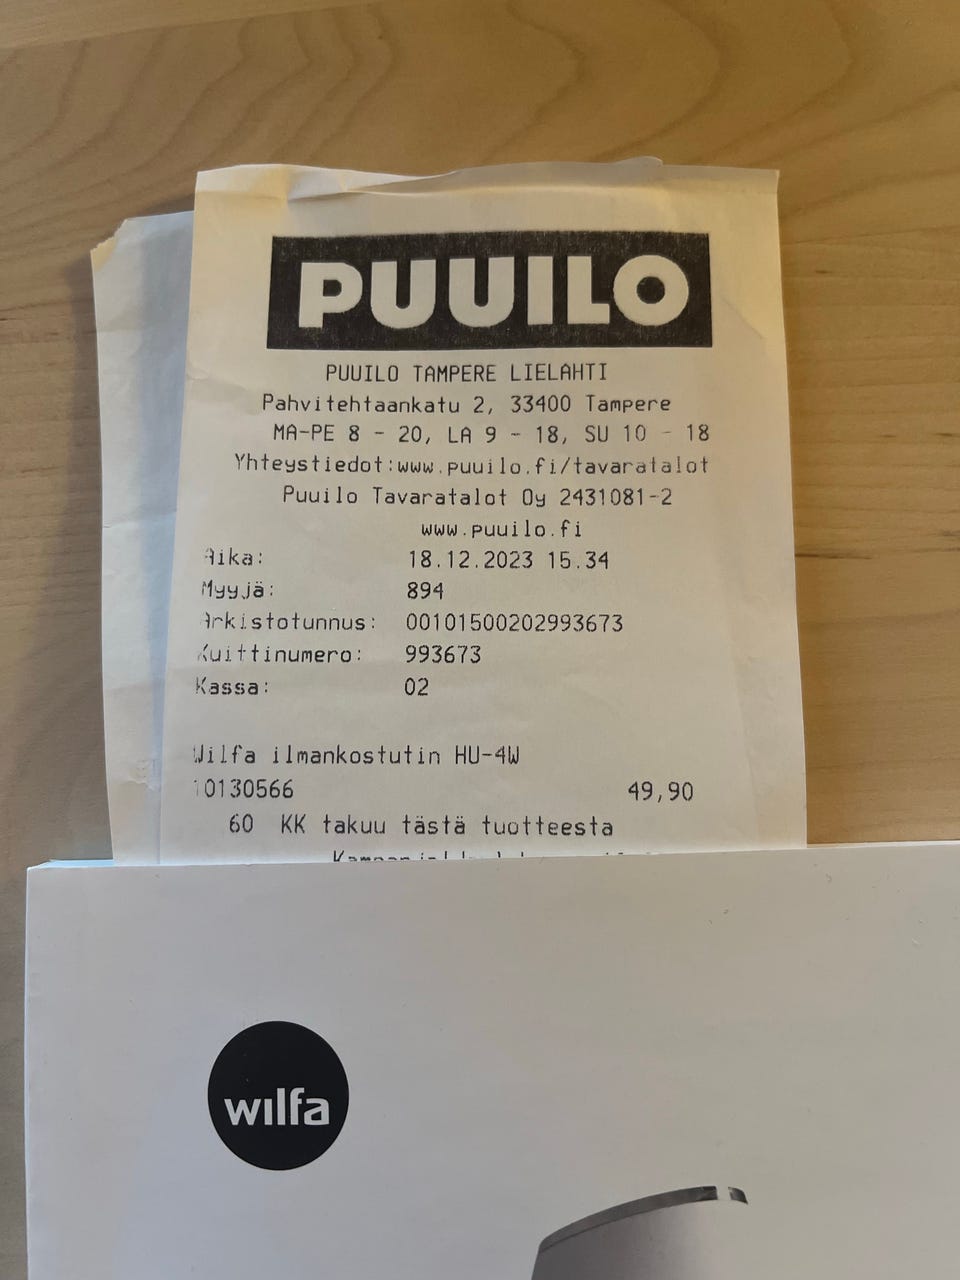 PUUILO
PUUILO TAMPERE LIELAHTI
Pahvitehtaankatu 2, 33400 Tampere
MA-PE 8 - 20, LA 9 - 18, SU 10 - 18
Yhteystiedot:www.puuilo.fi/tavaratalot
Puuilo Tavaratalot Oy 2431081-2
www.puuilo.fi
Aika: 18.12.2023 15.34
Myyjä: 894
Arkistotunnus: 00101500202993673
Kuittinumero: 993673
Kassa: 02
Wilfa ilmankostutin HU-4W
10130566 49,90
60 KK takuu tästä tuotteesta
wilfa